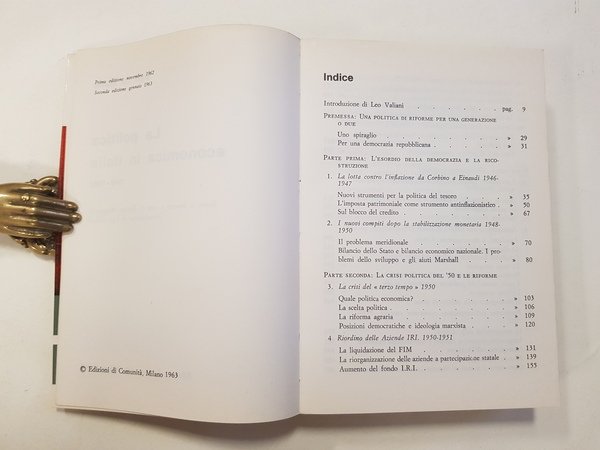 Prima edizione novembre 1962
Seconda edizione gennaio 1963
© Edizioni di Comunità, Milano 1963
Indice
Introduzione di Leo Valiani . . . . . . pag. 9
PREMESSA: UNA POLITICA DI RIFORME PER UNA GENERAZIONE
O DUE
Uno spiraglio . . . . . . . » 29
Per una democrazia repubblicana . . . . . » 31
PARTE PRIMA: L'ESORDIO DELLA DEMOCRAZIA E LA RICO-
STRUZIONE
1. La lotta contro l'inflazione da Corbino a Einaudi 1946-
1947
Nuovi strumenti per la politica del tesoro . . . » 35
L'imposta patrimoniale come strumento antinflazionistico . » 50
Sul blocco del credito . . . . . . » 67
2. I nuovi compiti dopo la stabilizzazione monetaria 1948-
1950
Il problema meridionale . . . . . . » 70
Bilancio dello Stato e bilancio economico nazionale. I pro-
blemi dello sviluppo e gli aiuti Marshall . . . . » 80
PARTE SECONDA: LA CRISI POLITICA DEL '50 E LE RIFORME
3. La crisi del « terzo tempo » 1950
Quale politica economica? . . . . . . » 103
La scelta politica . . . . . . . » 106
La riforma agraria . . . . . . . » 109
Posizioni democratiche e ideologia marxista . . . » 120
4 Riordino delle Aziende IRI. 1950-1951
La liquidazione del FIM . . . . . . » 131
La riorganizzazione delle aziende a partecipazione statale . » 139
Aumento del fondo I.R.I. . . . . . . » 155